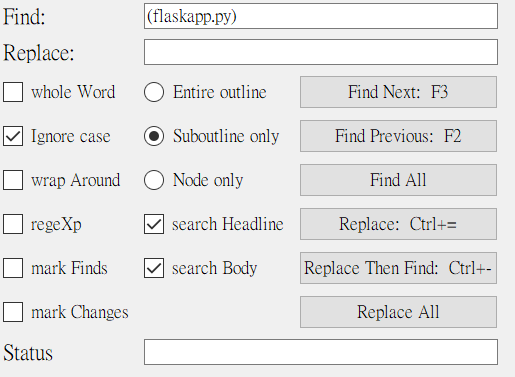 Find: (flaskapp.py)
Replace:
whole Word Entire outline Find Next: F3
Ignore case Suboutline only Find Previous: F2
wrap Around Node only Find All
regeXp search Headline Replace: Ctrl+=
mark Finds search Body Replace Then Find: Ctrl+-
mark Changes Replace All
Status